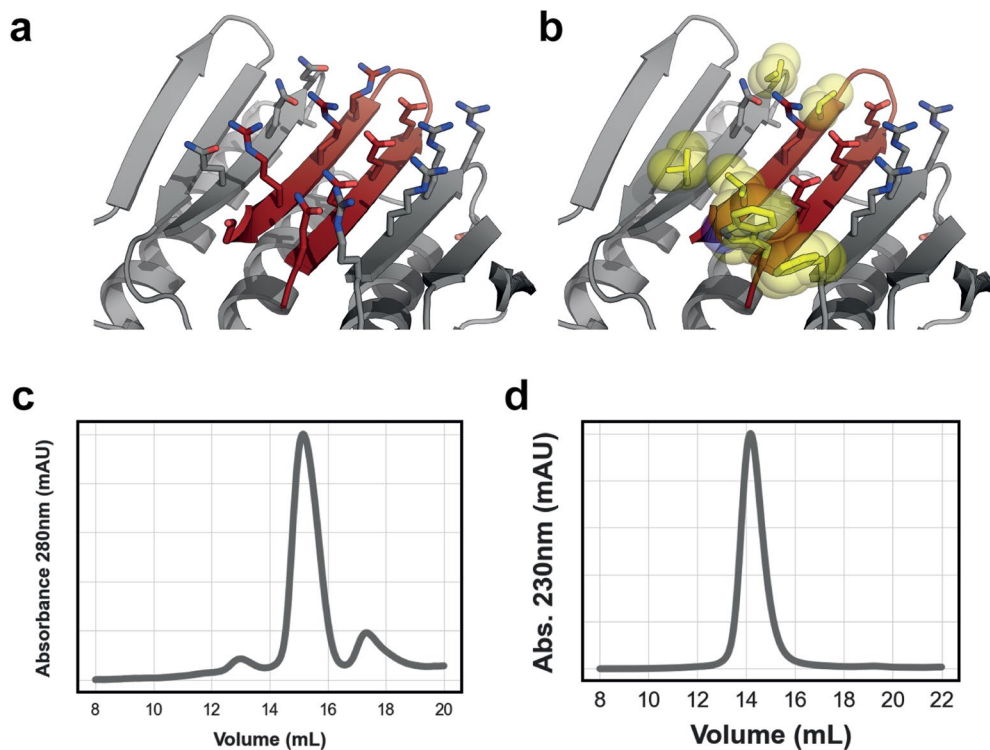 a
b
c
Absorbance 280nm (mAU)
8 10 12 14 16 18 20
Volume (mL)
d
Abs. 230nm (mAU)
8 10 12 14 16 18 20 22
Volume (mL)